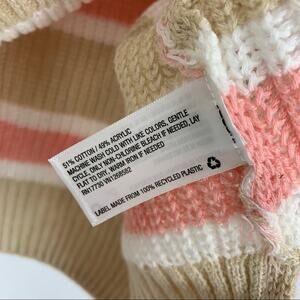 51% COTTON / 49% ACRYLIC
MACHINE WASH COLD WITH LIKE COLORS, GENTLE
CYCLE. ONLY NON-CHLORINE BLEACH IF NEEDED, LAY
FLAT TO DRY, WARM IRON IF NEEDED
RN17730 VN1268582
LABEL MADE FROM 100% RECYCLED PLASTIC